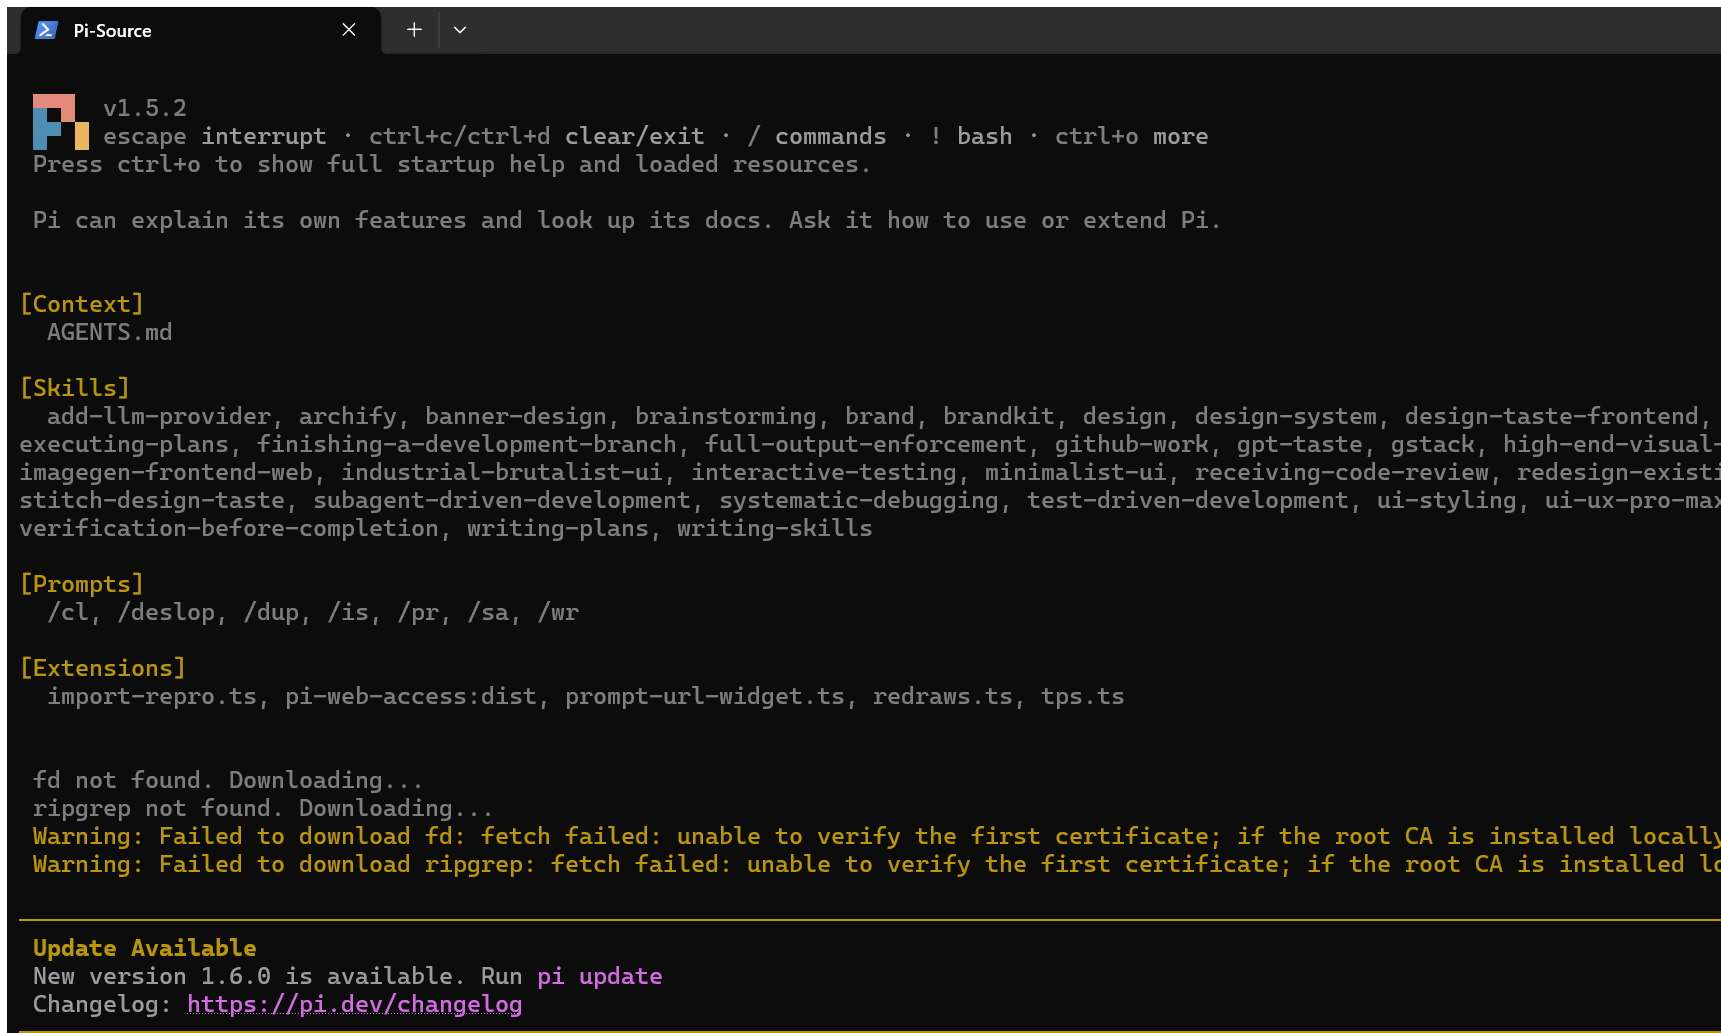 Pi-Source
v1.5.2
escape interrupt · ctrl+c/ctrl+d clear/exit · / commands · ! bash · ctrl+o more
Press ctrl+o to show full startup help and loaded resources.
Pi can explain its own features and look up its docs. Ask it how to use or extend Pi.
[Context]
AGENTS.md
[Skills]
add-llm-provider, archify, banner-design, brainstorming, brand, brandkit, design, design-system, design-taste-frontend,
executing-plans, finishing-a-development-branch, full-output-enforcement, github-work, gpt-taste, gstack, high-end-visual-
imagegen-frontend-web, industrial-brutalist-ui, interactive-testing, minimalist-ui, receiving-code-review, redesign-existi
stitch-design-taste, subagent-driven-development, systematic-debugging, test-driven-development, ui-styling, ui-ux-pro-max
verification-before-completion, writing-plans, writing-skills
[Prompts]
/cl, /deslop, /dup, /is, /pr, /sa, /wr
[Extensions]
import-repro.ts, pi-web-access:dist, prompt-url-widget.ts, redraws.ts, tps.ts
fd not found. Downloading...
ripgrep not found. Downloading...
Warning: Failed to download fd: fetch failed: unable to verify the first certificate; if the root CA is installed locally
Warning: Failed to download ripgrep: fetch failed: unable to verify the first certificate; if the root CA is installed lo
Update Available
New version 1.6.0 is available. Run pi update
Changelog: https://pi.dev/changelog